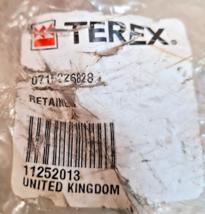 TEREX®
RETAINER
11252013
UNITED KINGDOM